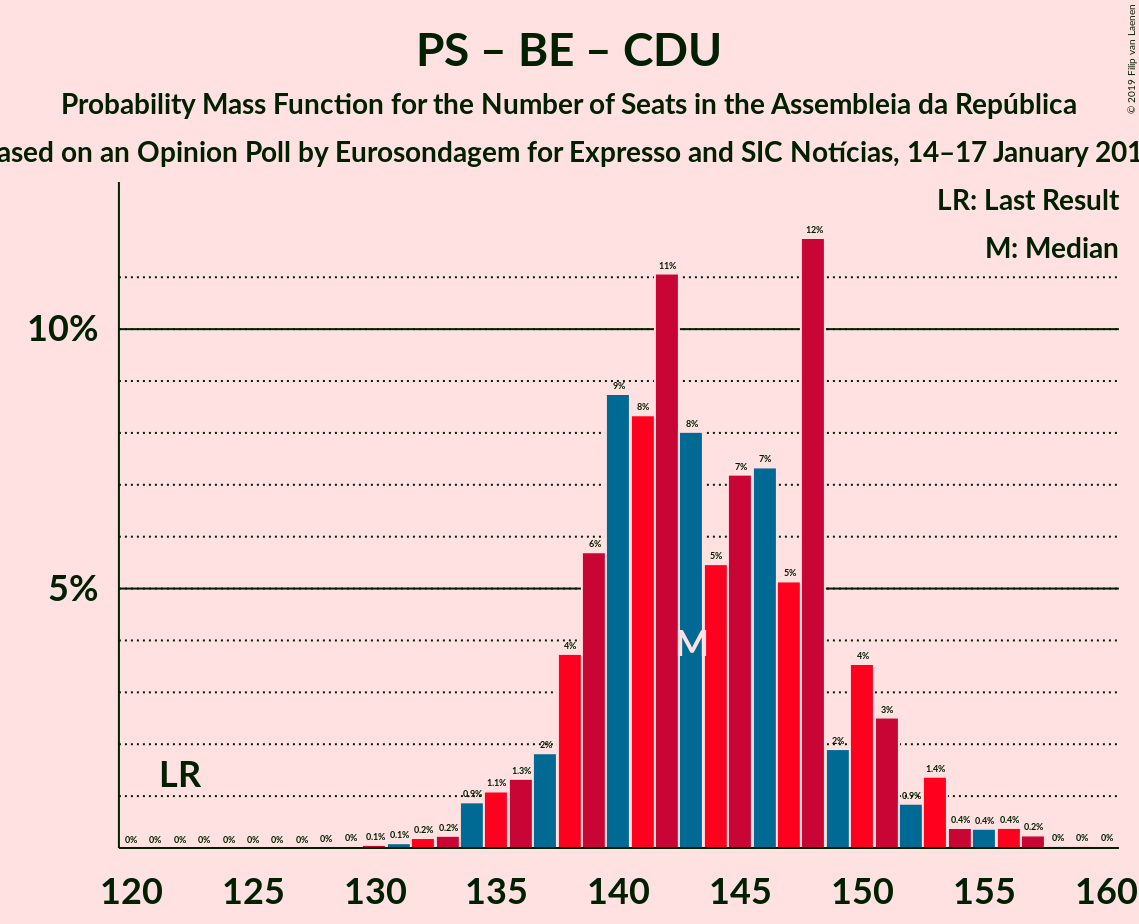 PS – BE – CDU
Probability Mass Function for the Number of Seats in the Assembleia da República
ased on an Opinion Poll by Eurosondagem for Expresso and SIC Notícias, 14–17 January 201
© 2019 Filip van Laenen
LR: Last Result
M: Median
10%
5%
LR
M
0% 0% 0% 0% 0% 0% 0% 0% 0% 0% 0.1% 0.1% 0.2% 0.2% 0.9% 1.1% 1.3% 2% 4% 6% 9% 8% 11% 8% 5% 7% 7% 5% 12% 2% 4% 3% 0.9% 1.4% 0.4% 0.4% 0.4% 0.2% 0% 0% 0%
120 125 130 135 140 145 150 155 160